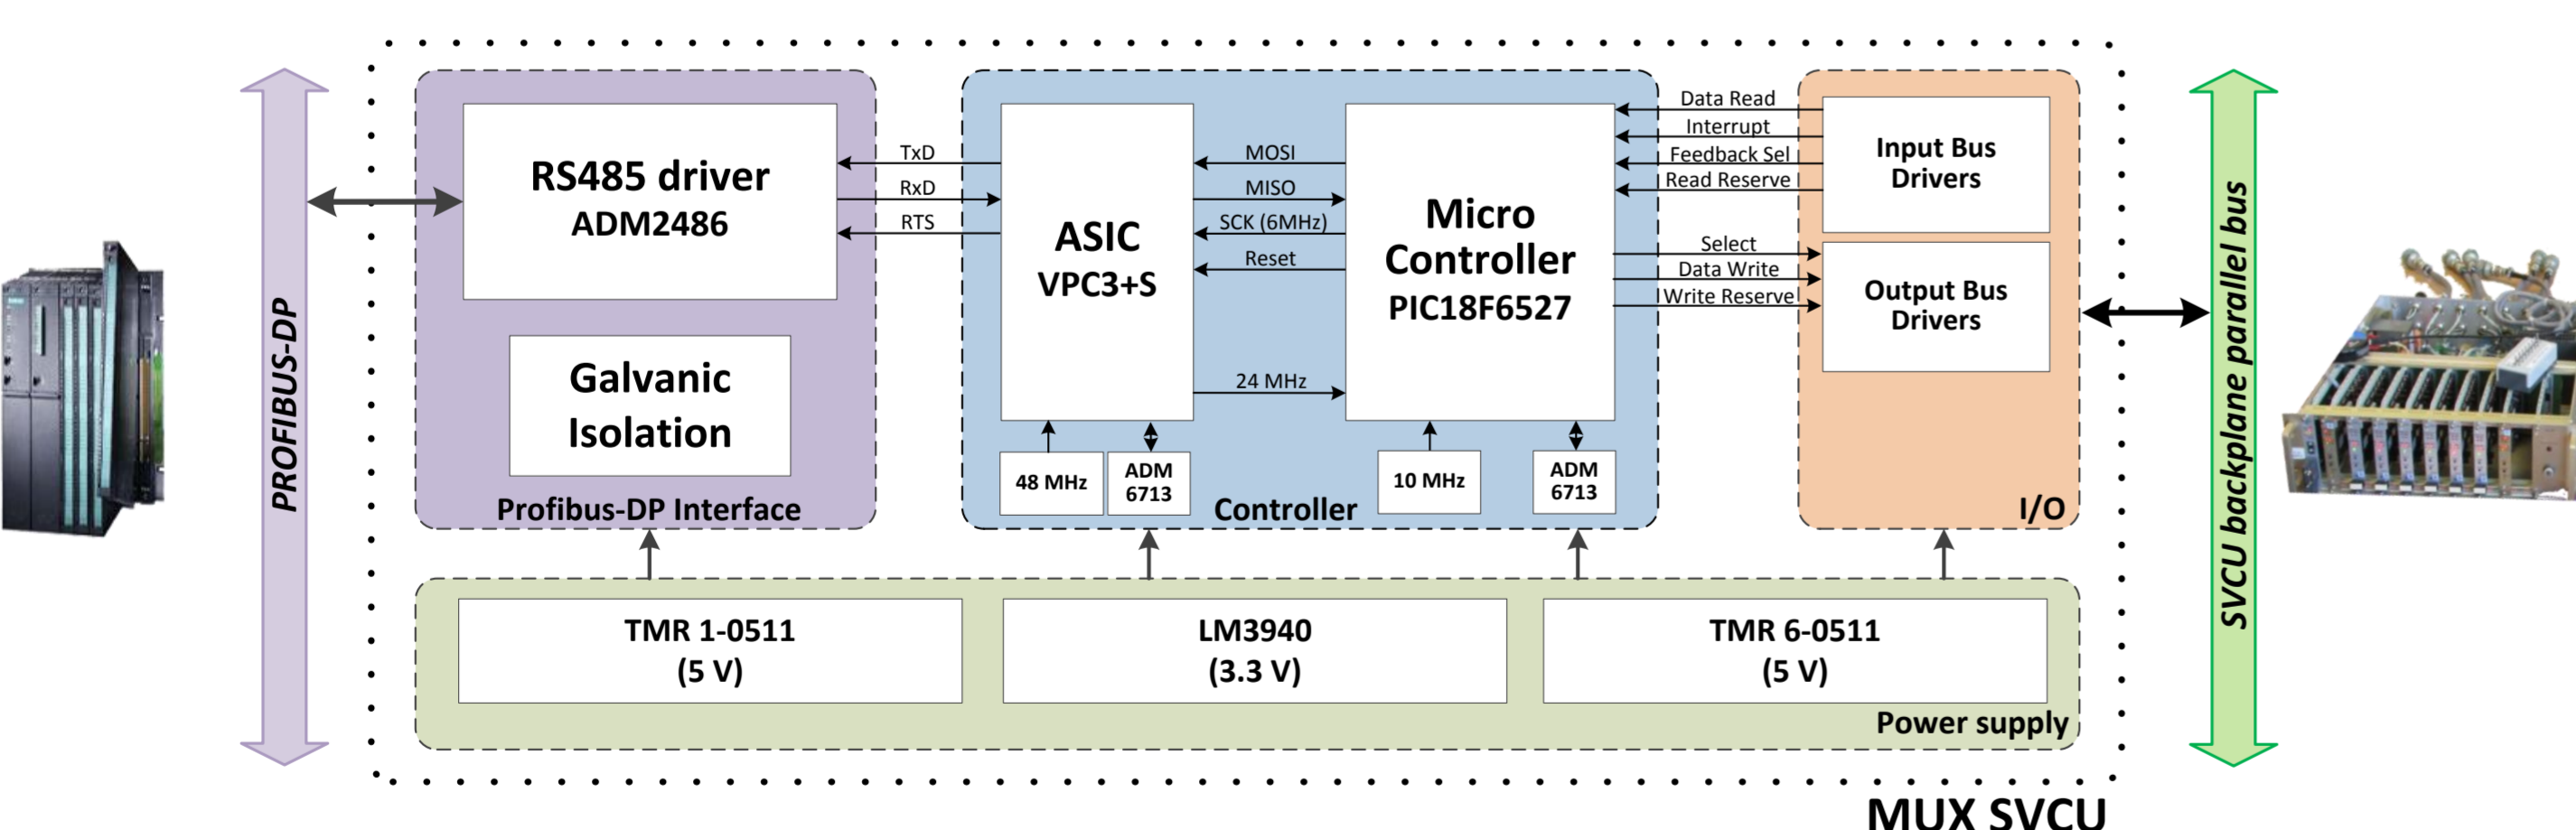 PROFIBUS-DP
RS485 driver
ADM2486
Galvanic
Isolation
Profibus-DP Interface
TxD
RxD
RTS
ASIC
VPC3+S
MOSI
MISO
SCK (6MHz)
Reset
24 MHz
Micro
Controller
PIC18F6527
48 MHz
ADM
6713
Controller
10 MHz
ADM
6713
Data Read
Interrupt
Feedback Sel
Read Reserve
Select
Data Write
Write Reserve
Input Bus
Drivers
Output Bus
Drivers
I/O
SVCU backplane parallel bus
TMR 1-0511
(5 V)
LM3940
(3.3 V)
TMR 6-0511
(5 V)
Power supply
MUX SVCU